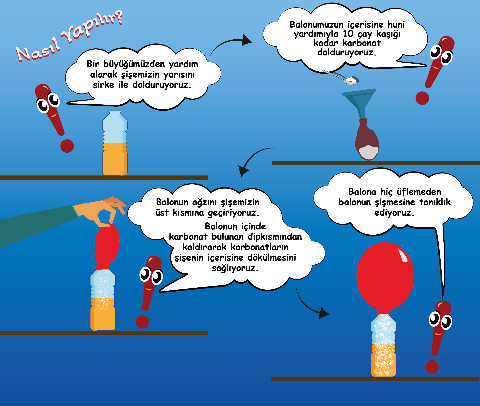 Nasıl Yapılır?
Bir büyüğümüzden yardım
alarak şişemizin yarısını
sirke ile dolduruyoruz.
Balonumuzun içerisine huni
yardımıyla 10 çay kaşığı
kadar karbonat
dolduruyoruz.
Balonun ağzını şişemizin
üst kısmına geçiriyoruz.
Balonun içinde
karbonat bulunan dipkısmından
kaldırarak karbonatların
şişenin içerisine dökülmesini
sağlıyoruz.
Balona hiç üflemeden
balonun şişmesine tanıklık
ediyoruz.